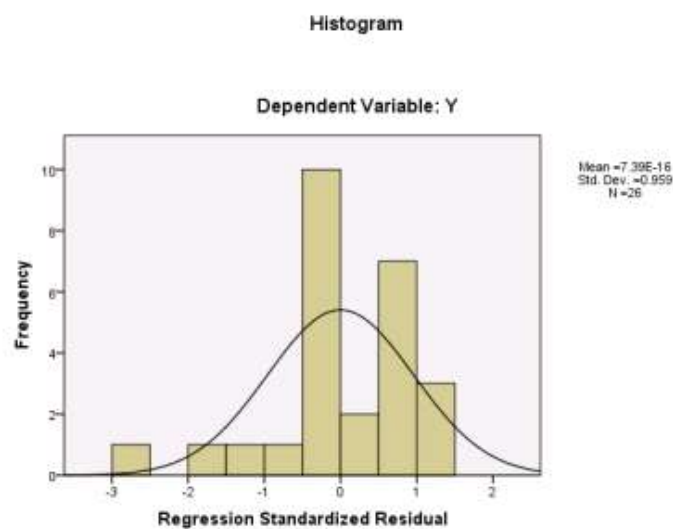 Histogram
Dependent Variable: Y
Mean =7.39E-16
Std. Dev. =0.959
N =26
Frequency
10
8
6
4
2
0
-3 -2 -1 0 1 2
Regression Standardized Residual